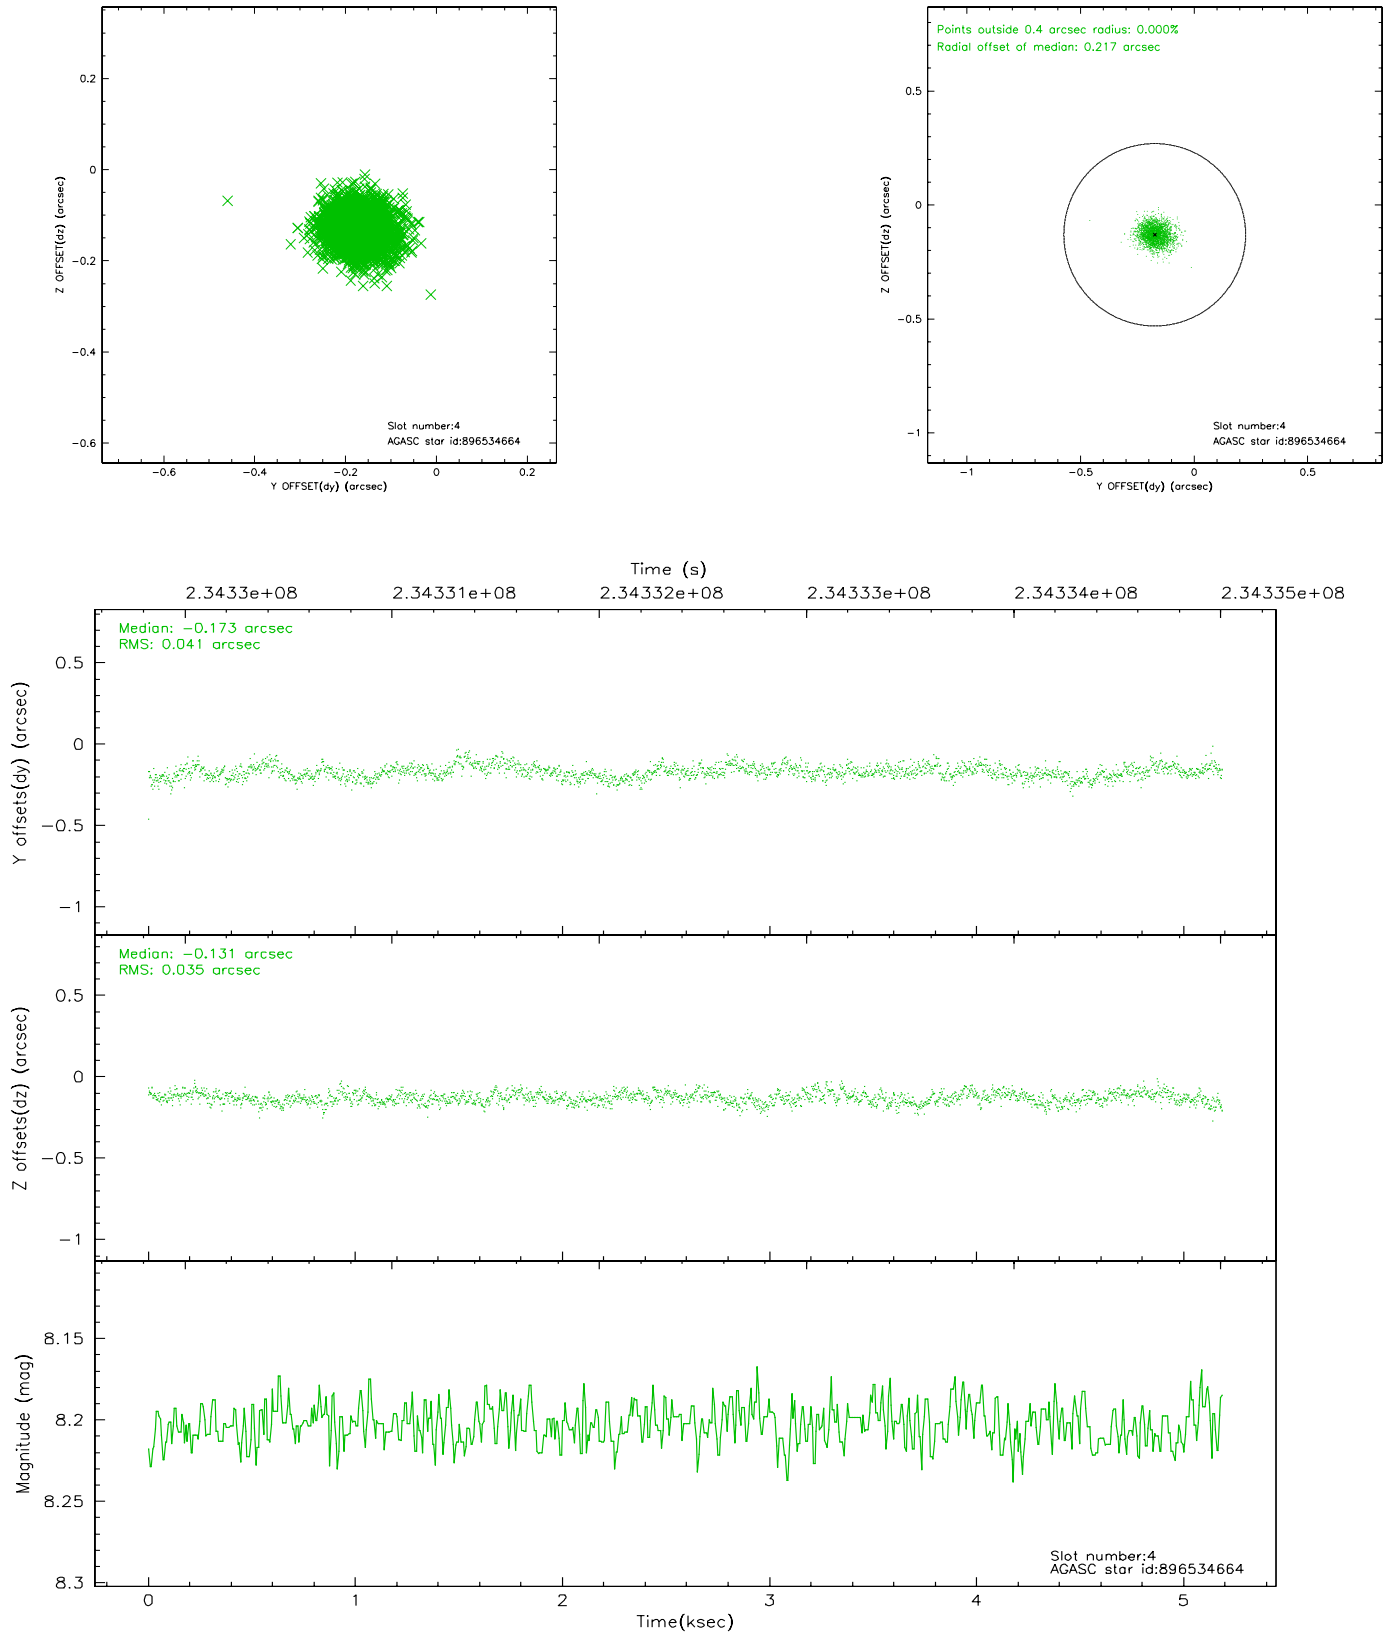 0.2
0
−0.2
−0.4
−0.6
Z OFFSET(dz) (arcsec)
Slot number:4
AGASC star id:896534664
−0.6 −0.4 −0.2 0 0.2
Y OFFSET(dy) (arcsec)
Points outside 0.4 arcsec radius: 0.000%
Radial offset of median: 0.217 arcsec
0.5
0
−0.5
−1
Z OFFSET(dz) (arcsec)
Slot number:4
AGASC star id:896534664
−1 −0.5 0 0.5
Y OFFSET(dy) (arcsec)
Time (s)
2.3433e+08 2.34331e+08 2.34332e+08 2.34333e+08 2.34334e+08 2.34335e+08
Median: −0.173 arcsec
RMS: 0.041 arcsec
0.5
0
−0.5
−1
Y offsets(dy) (arcsec)
Median: −0.131 arcsec
RMS: 0.035 arcsec
0.5
0
−0.5
−1
Z offsets(dz) (arcsec)
8.15
8.2
8.25
8.3
Magnitude (mag)
Slot number:4
AGASC star id:896534664
0 1 2 3 4 5
Time(ksec)